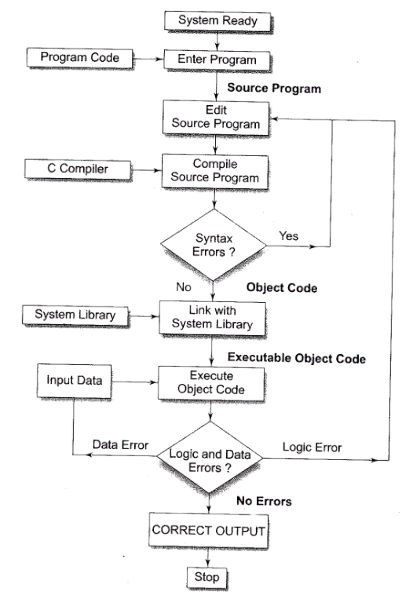 System Ready
Program Code
Enter Program
Source Program
Edit
Source Program
C Compiler
Compile
Source Program
Syntax
Errors ?
Yes
No
Object Code
System Library
Link with
System Library
Executable Object Code
Input Data
Execute
Object Code
Data Error
Logic and Data
Errors ?
Logic Error
No Errors
CORRECT OUTPUT
Stop